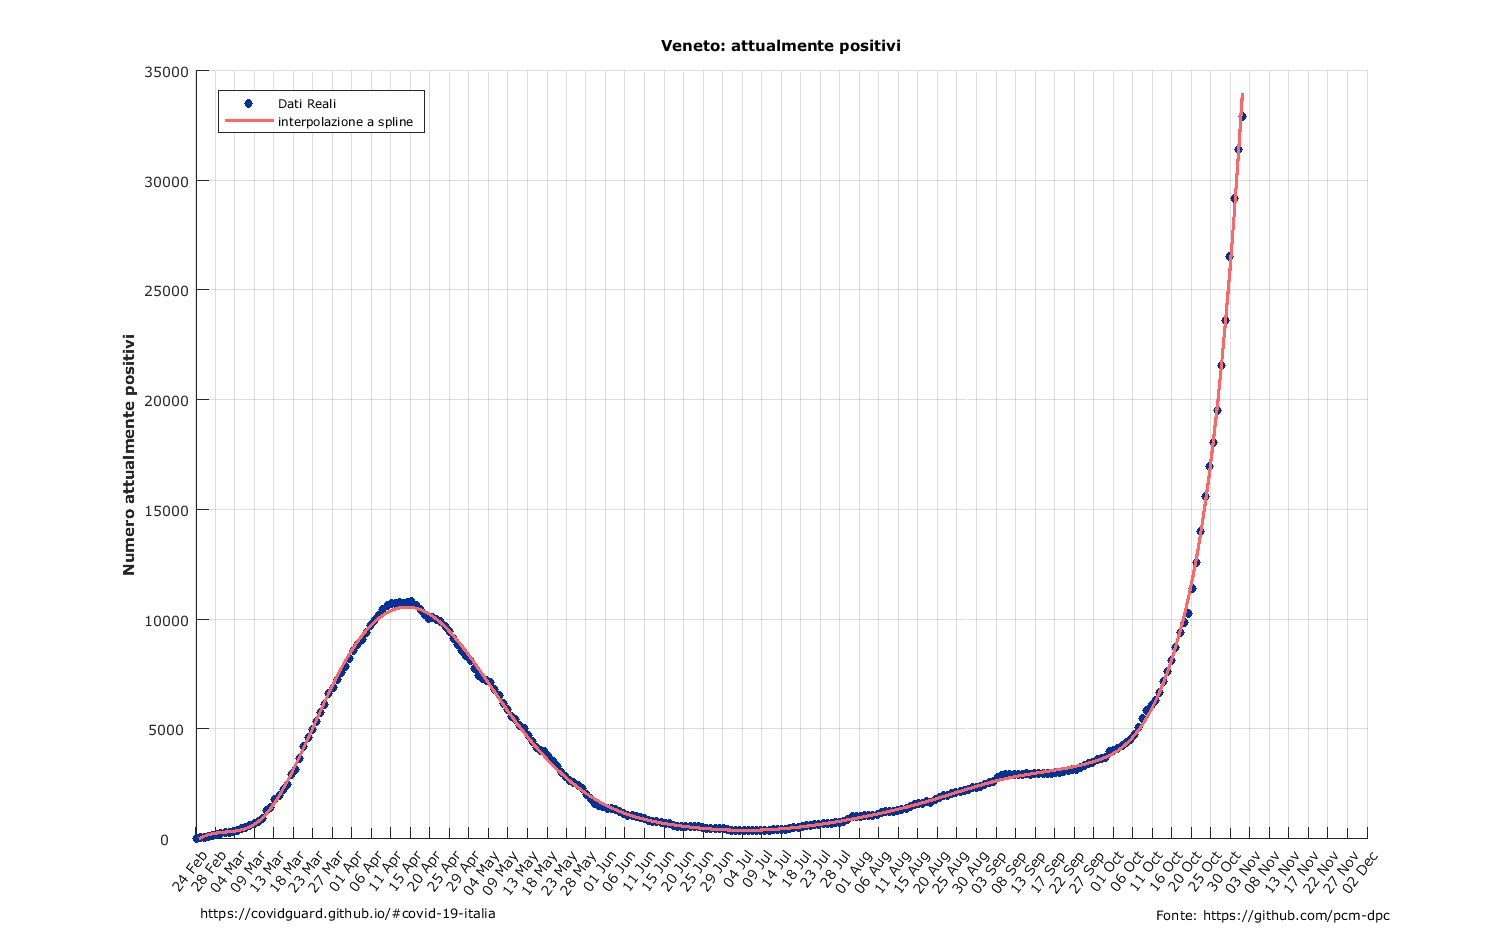 Veneto: attualmente positivi
Dati Reali
interpolazione a spline
Numero attualmente positivi
35000
30000
25000
20000
15000
10000
5000
0
24 Feb
28 Feb
04 Mar
09 Mar
13 Mar
18 Mar
23 Mar
27 Mar
01 Apr
06 Apr
11 Apr
15 Apr
20 Apr
25 Apr
29 Apr
04 May
09 May
13 May
18 May
23 May
28 May
01 Jun
06 Jun
11 Jun
15 Jun
20 Jun
25 Jun
29 Jun
04 Jul
09 Jul
14 Jul
18 Jul
23 Jul
28 Jul
01 Aug
06 Aug
11 Aug
15 Aug
20 Aug
25 Aug
30 Aug
03 Sep
08 Sep
13 Sep
17 Sep
22 Sep
27 Sep
01 Oct
06 Oct
11 Oct
16 Oct
20 Oct
25 Oct
30 Oct
03 Nov
08 Nov
13 Nov
17 Nov
22 Nov
27 Nov
02 Dec
https://covidguard.github.io/#covid-19-italia
Fonte: https://github.com/pcm-dpc